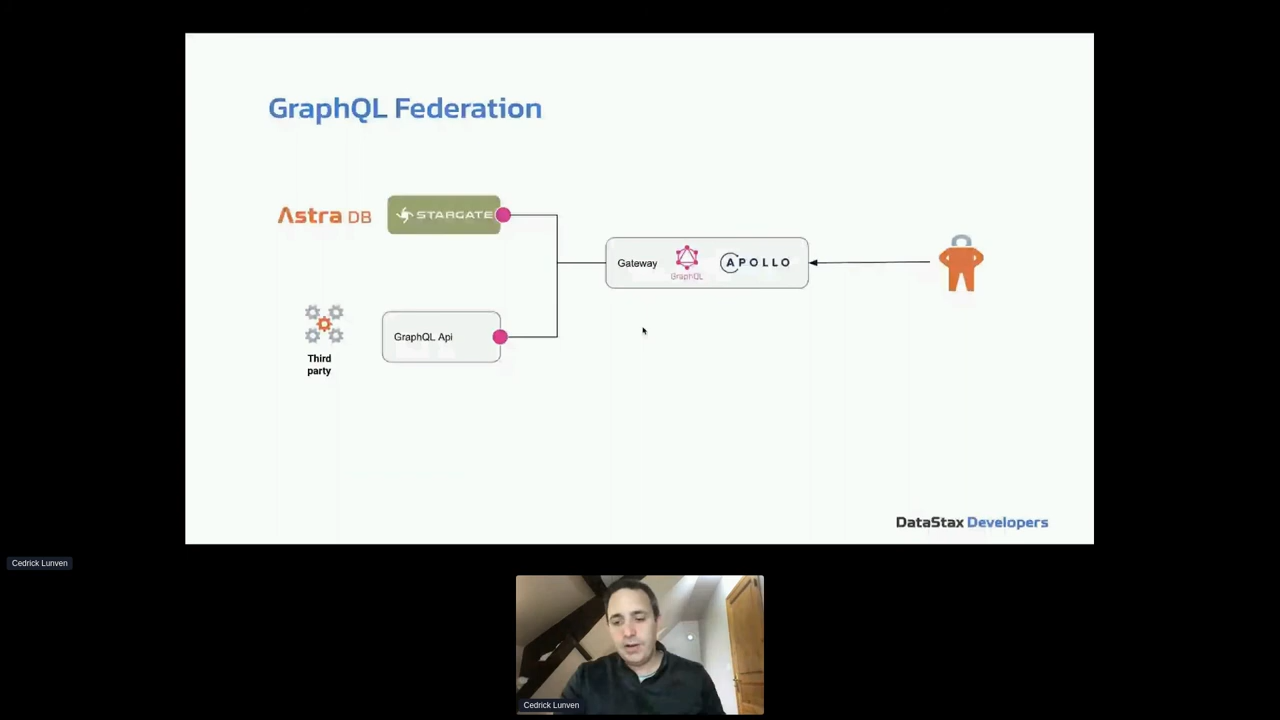 GraphQL Federation
Astra DB
STARGATE
Gateway
GraphQL
APOLLO
GraphQL Api
Third
party
DataStax Developers
Cedrick Lunven
Cedrick Lunven